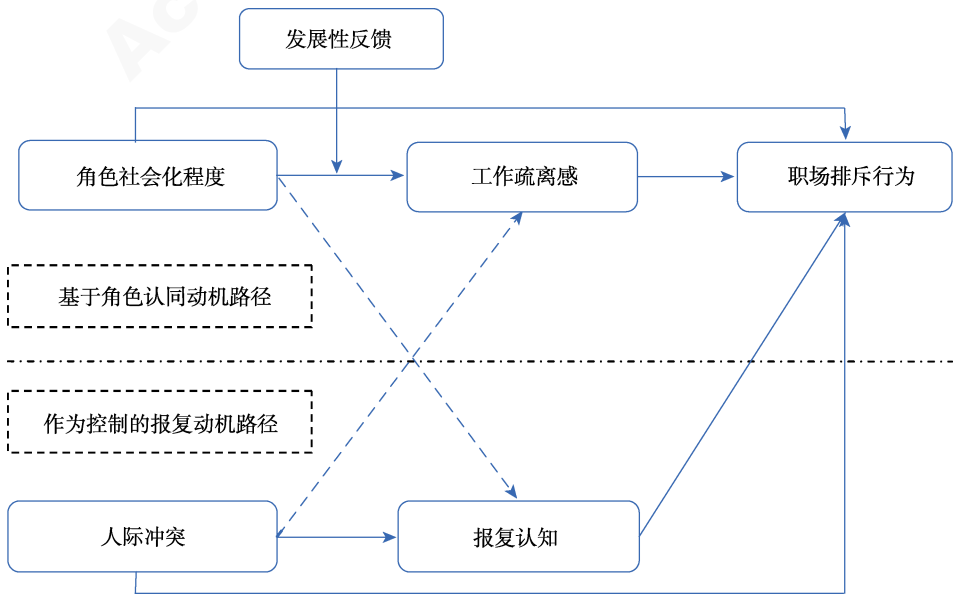 发展性反馈
角色社会化程度
工作疏离感
职场排斥行为
基于角色认同动机路径
作为控制的报复动机路径
人际冲突
报复认知